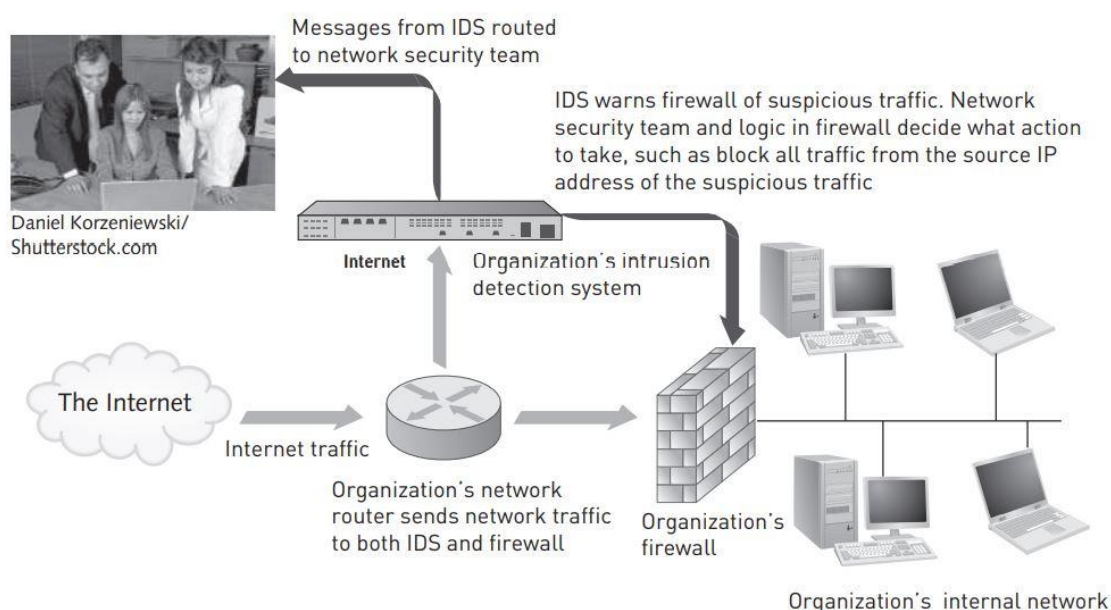 Messages from IDS routed
to network security team
IDS warns firewall of suspicious traffic. Network
security team and logic in firewall decide what action
to take, such as block all traffic from the source IP
address of the suspicious traffic
Daniel Korzeniewski/
Shutterstock.com
Internet
Organization's intrusion
detection system
The Internet
Internet traffic
Organization's network
router sends network traffic
to both IDS and firewall
Organization's
firewall
Organization's internal network